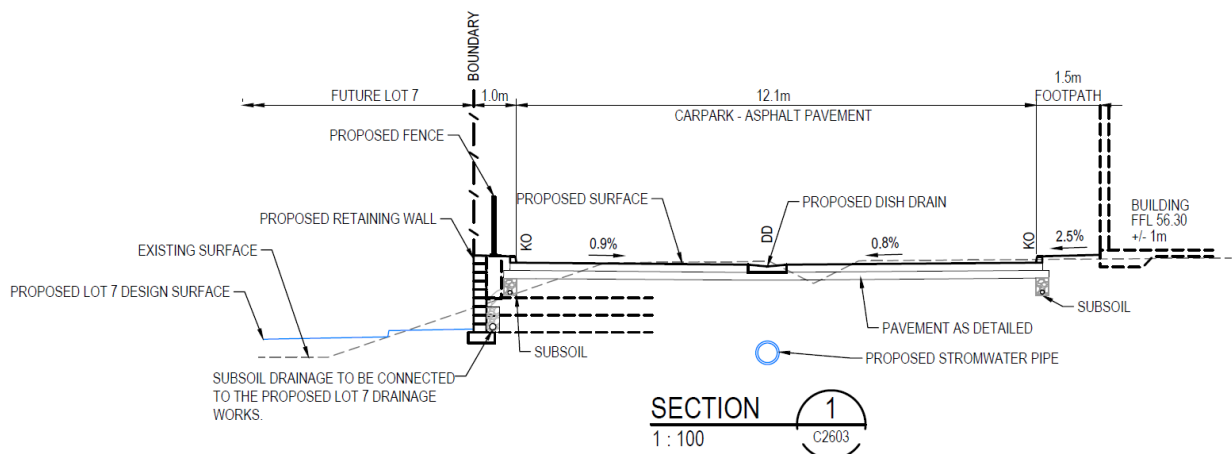 BOUNDARY
FUTURE LOT 7
1.0m
12.1m
CARPARK - ASPHALT PAVEMENT
1.5m
FOOTPATH
PROPOSED FENCE
PROPOSED SURFACE
PROPOSED DISH DRAIN
PROPOSED RETAINING WALL
BUILDING
FFL 56.30
+/- 1m
KO
0.9%
DD
0.8%
KO
2.5%
EXISTING SURFACE
PROPOSED LOT 7 DESIGN SURFACE
SUBSOIL
PAVEMENT AS DETAILED
SUBSOIL
PROPOSED STROMWATER PIPE
SUBSOIL DRAINAGE TO BE CONNECTED
TO THE PROPOSED LOT 7 DRAINAGE
WORKS.
SECTION
1
1 : 100
C2603